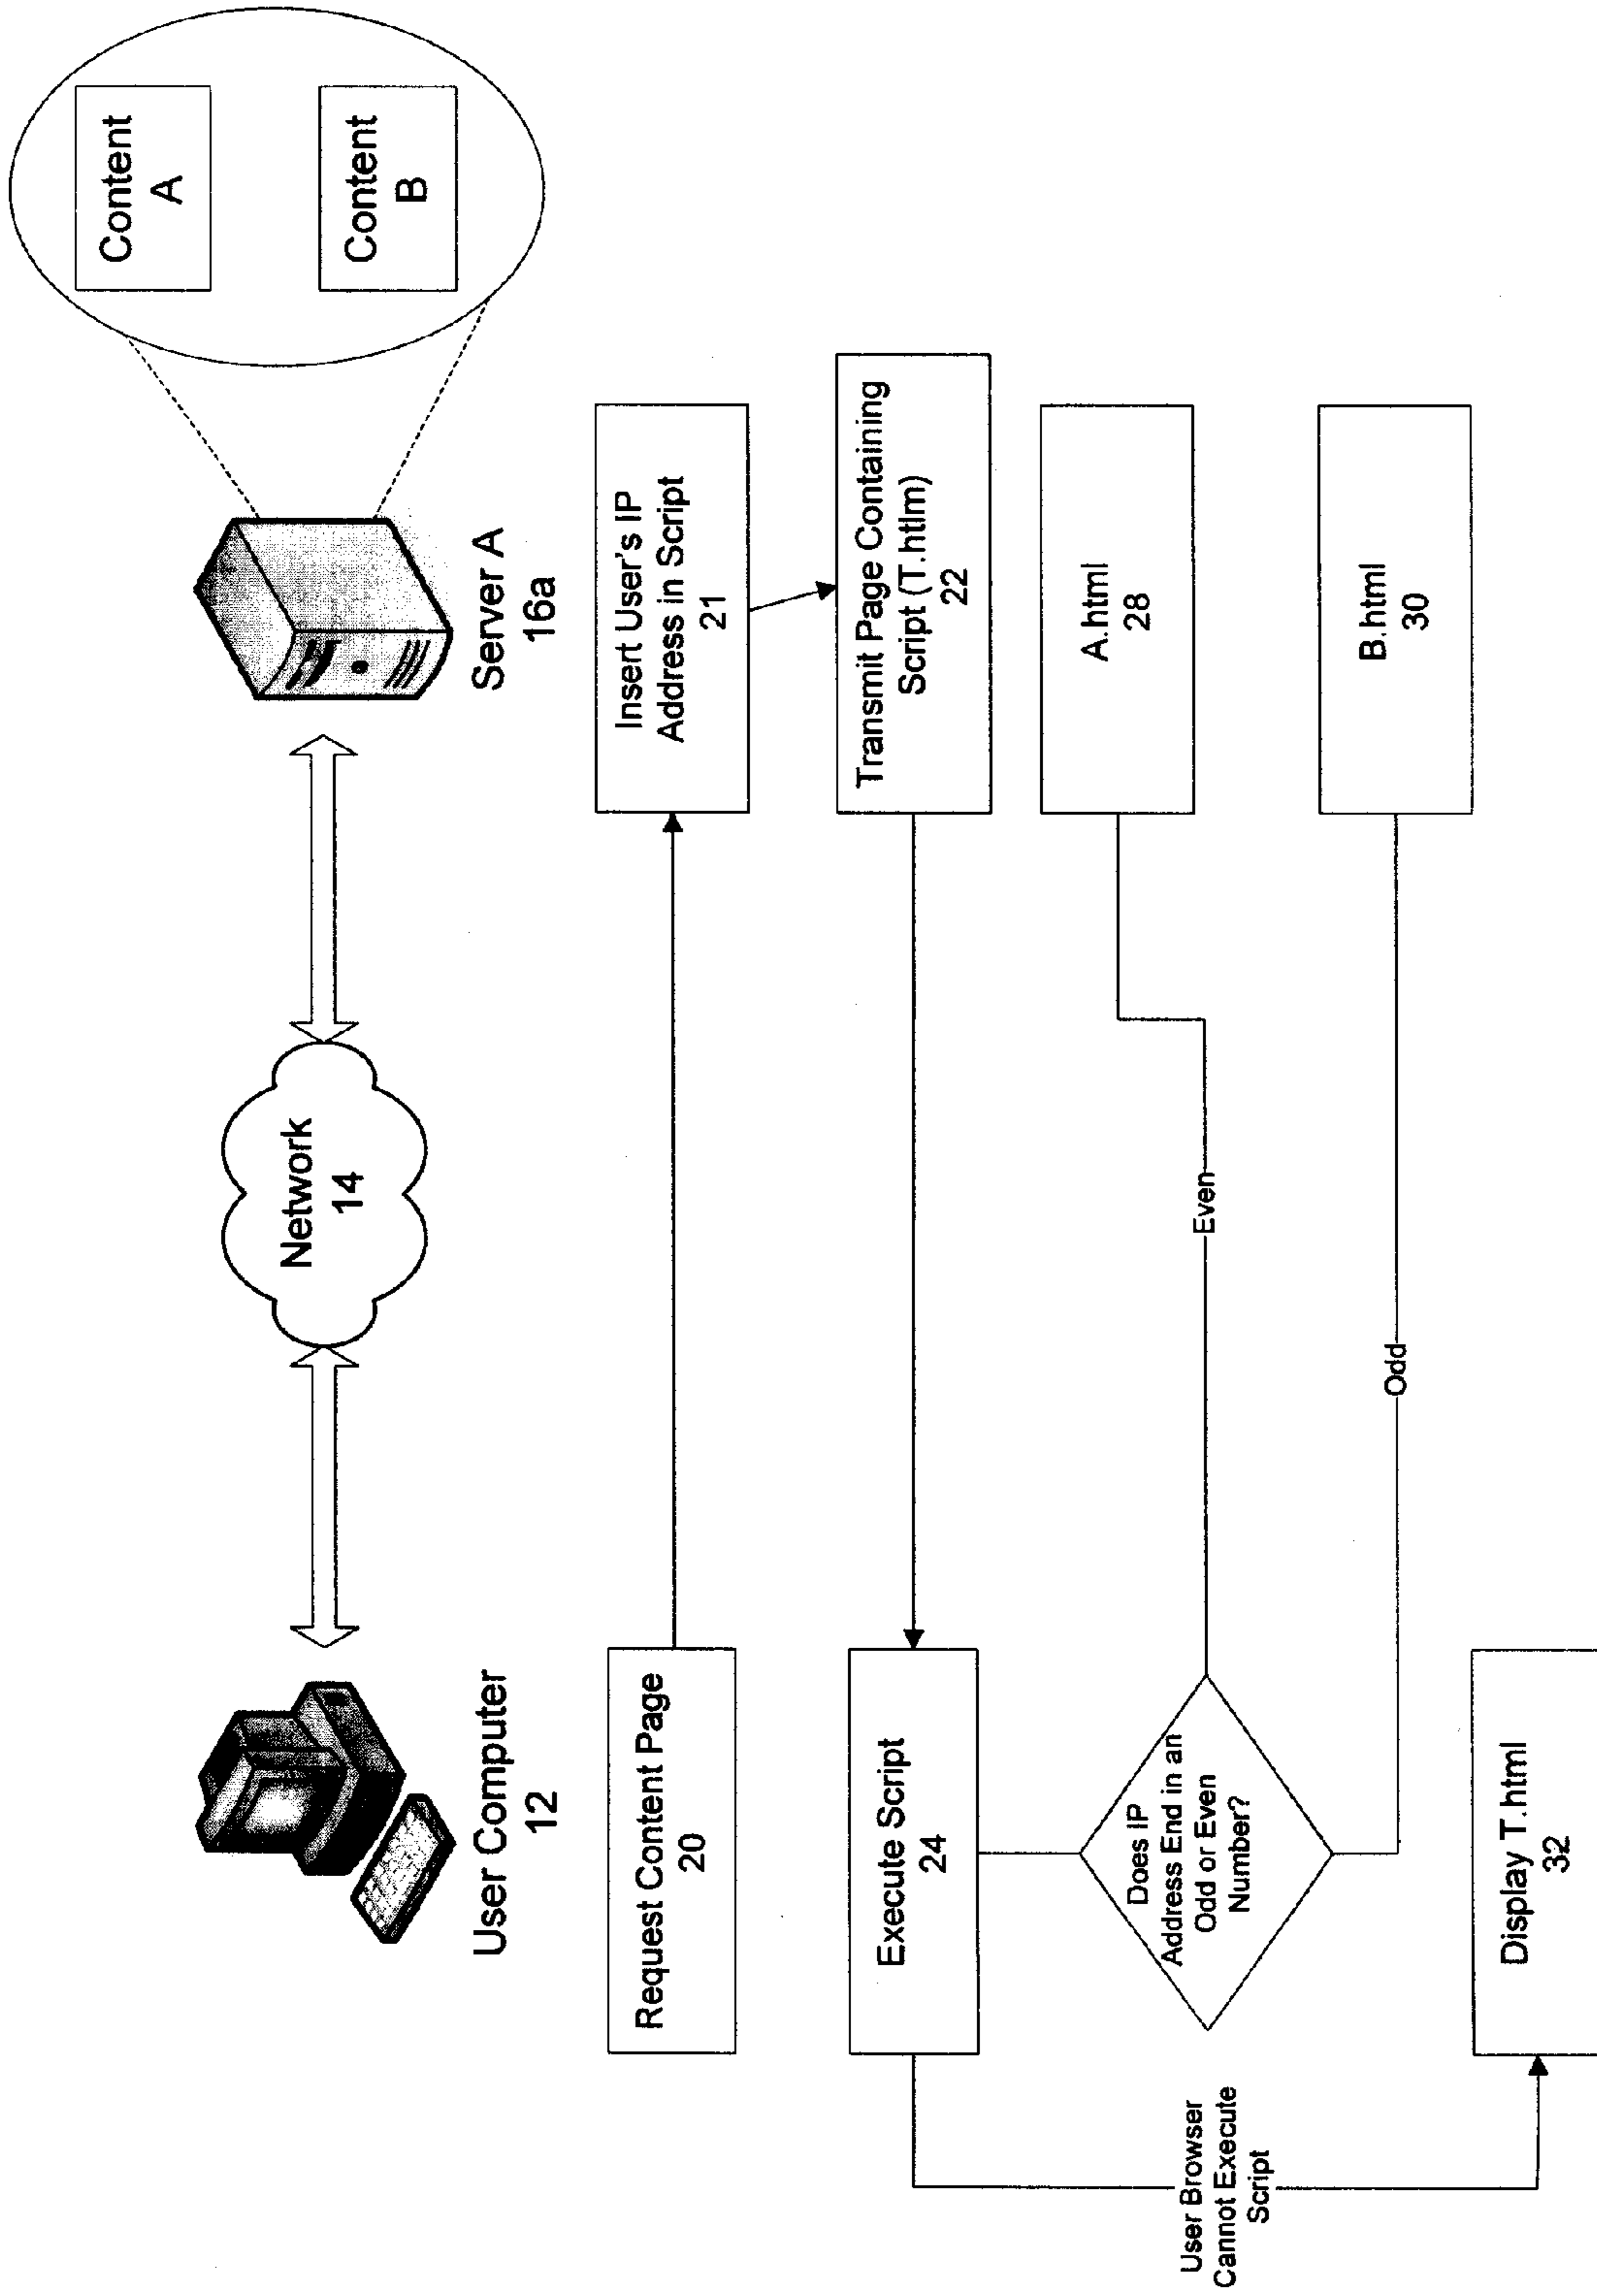 Content
A
Content
B
User Computer
12
Network
14
Server A
16a
Request Content Page
20
Insert User's IP
Address in Script
21
Transmit Page Containing
Script (T.htlm)
22
Execute Script
24
Does IP
Address End in an
Odd or Even
Number?
Even
A.html
28
Odd
B.html
30
User Browser
Cannot Execute
Script
Display T.html
32